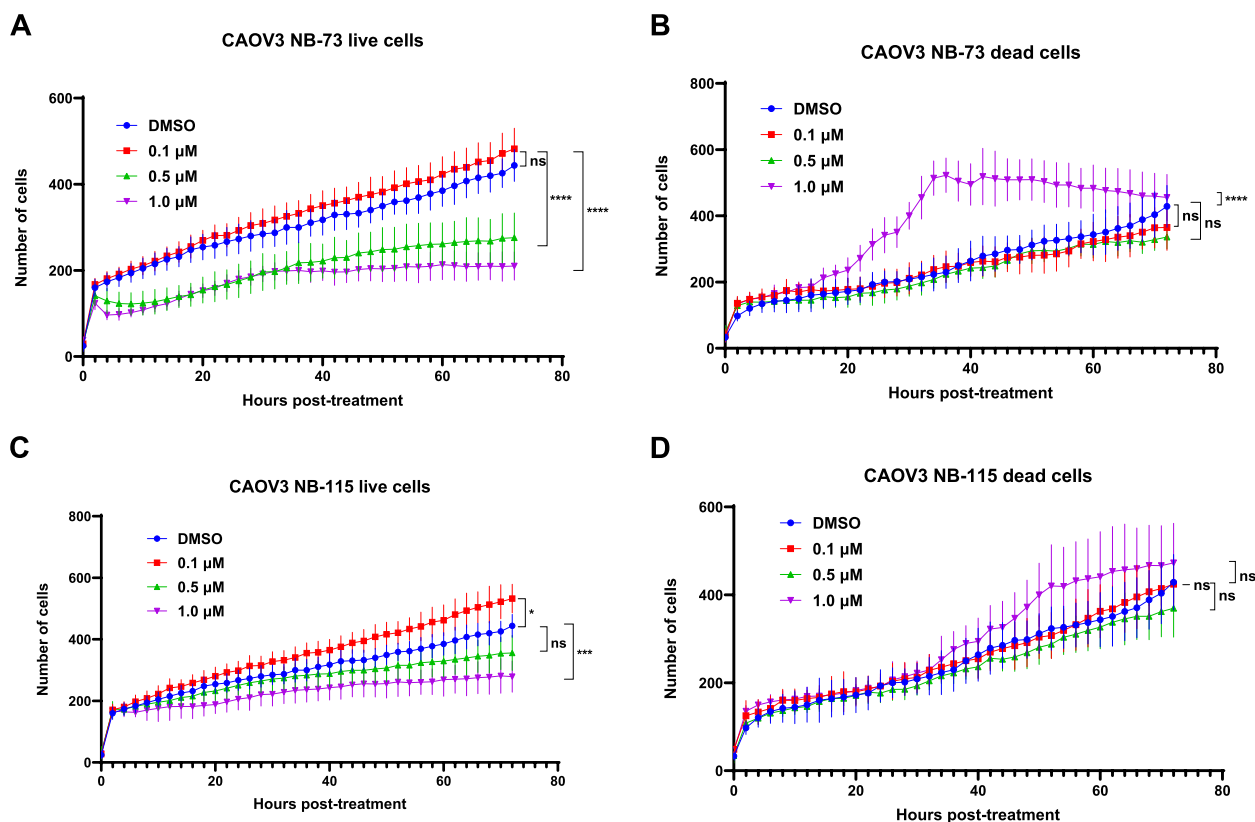 A
CAOV3 NB-73 live cells
Number of cells
600
400
200
0
0
20
40
60
80
Hours post-treatment
DMSO
0.1 µM
0.5 µM
1.0 µM
ns
****
****
B
CAOV3 NB-73 dead cells
Number of cells
800
600
400
200
0
0
20
40
60
80
Hours post-treatment
DMSO
0.1 µM
0.5 µM
1.0 µM
ns
ns
****
C
CAOV3 NB-115 live cells
Number of cells
800
600
400
200
0
0
20
40
60
80
Hours post-treatment
DMSO
0.1 µM
0.5 µM
1.0 µM
*
ns
***
D
CAOV3 NB-115 dead cells
Number of cells
600
400
200
0
0
20
40
60
80
Hours post-treatment
DMSO
0.1 µM
0.5 µM
1.0 µM
ns
ns
ns